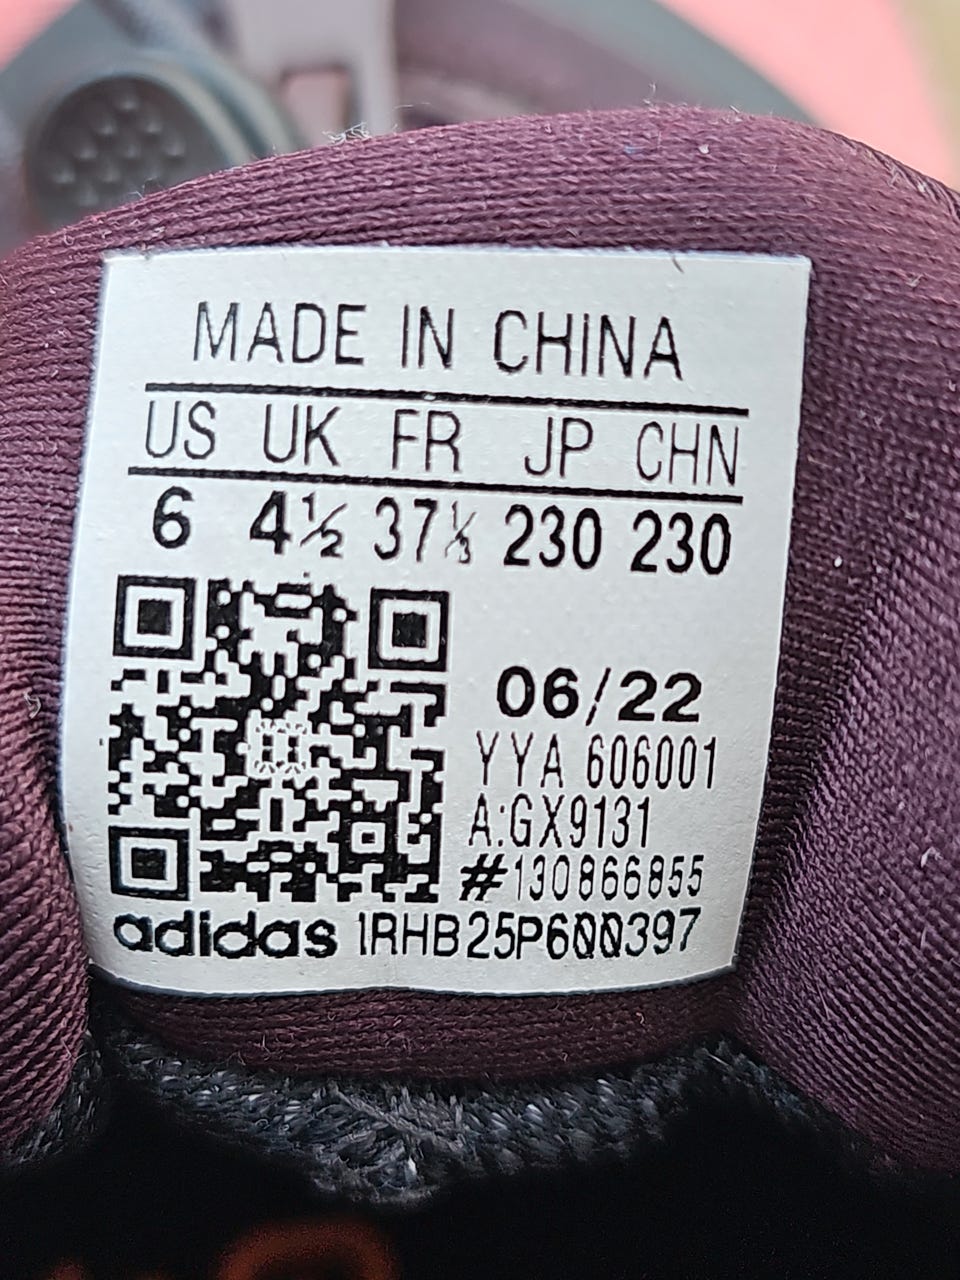 MADE IN CHINA
US UK FR JP CHN
6 4½ 37⅓ 230 230
06/22
YYA 606001
A:GX9131
#130866855
adidas 1RHB25P600397